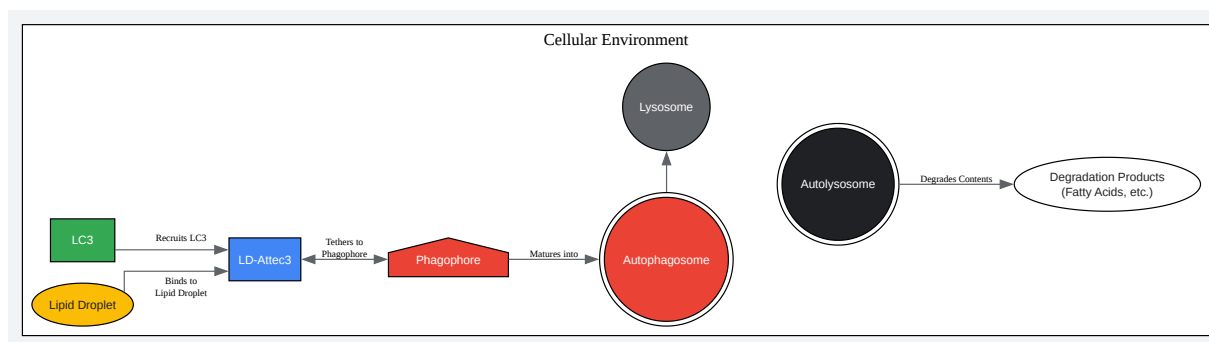 Cellular Environment
Lysosome
Autolysosome
Degrades Contents
Degradation Products
(Fatty Acids, etc.)
LC3
Recruits LC3
LD-Attec3
Tethers to
Phagophore
Phagophore
Matures into
Autophagosome
Binds to
Lipid Droplet
Lipid Droplet